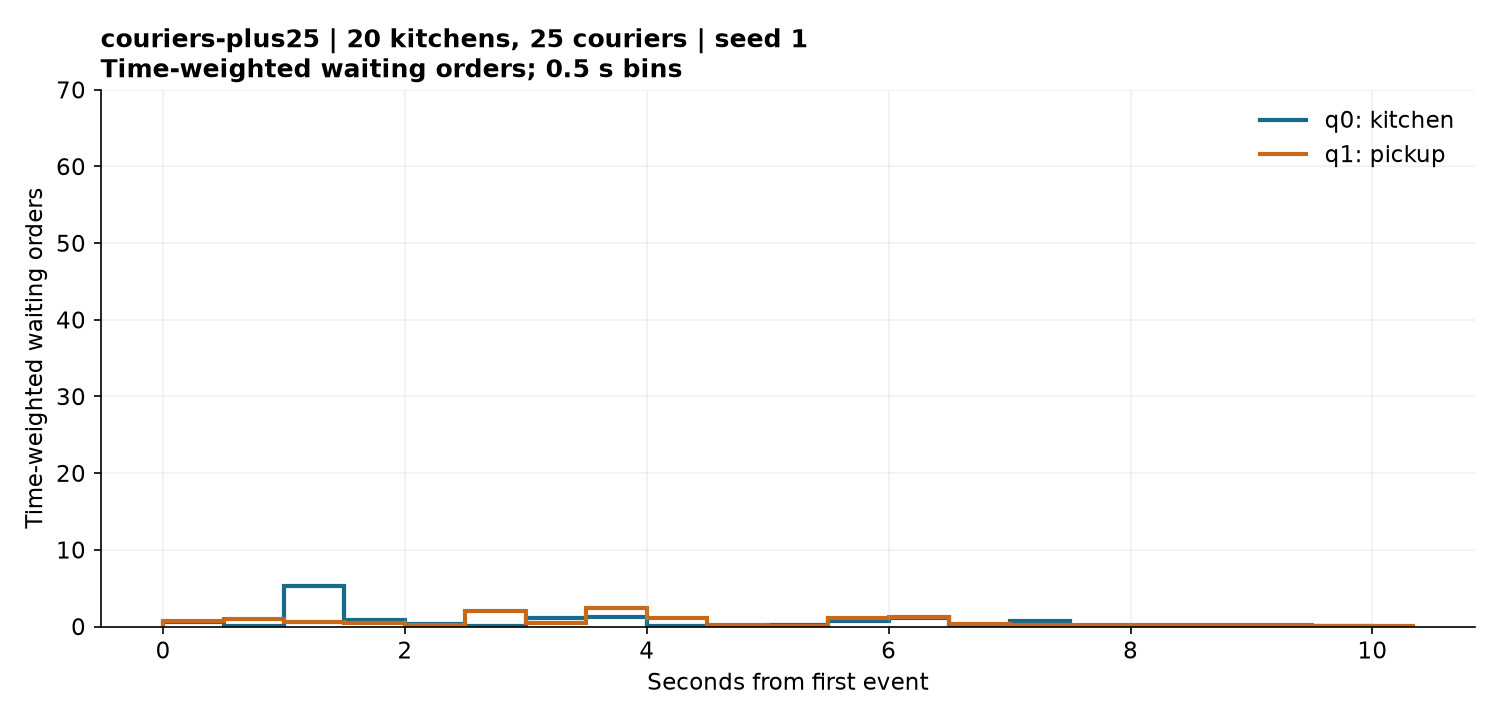 couriers-plus25 | 20 kitchens, 25 couriers | seed 1
Time-weighted waiting orders; 0.5 s bins
q0: kitchen
q1: pickup
Time-weighted waiting orders
70
60
50
40
30
20
10
0
0 2 4 6 8 10
Seconds from first event